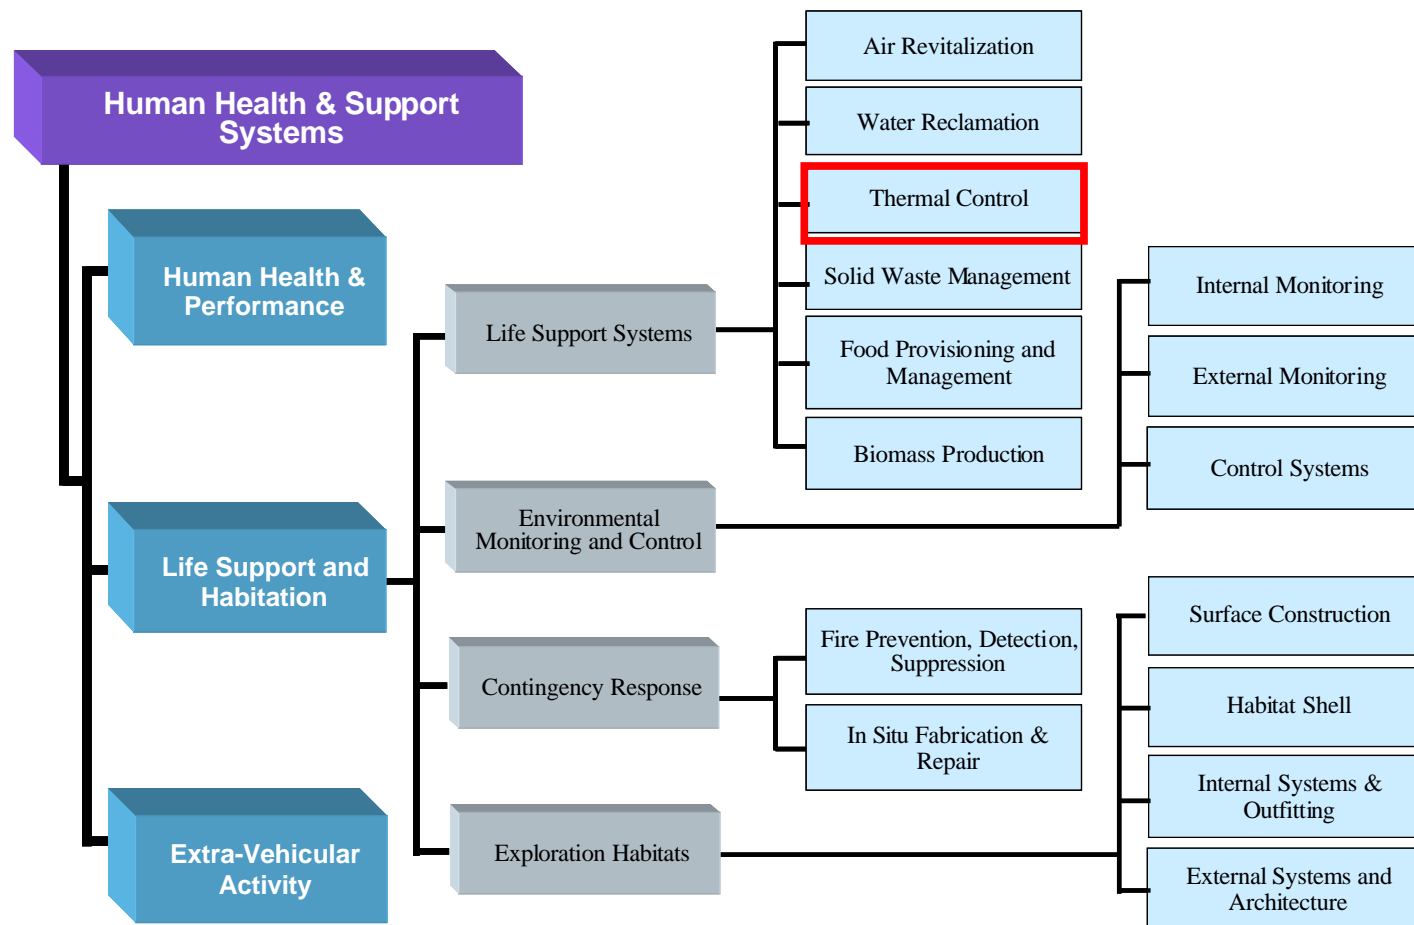 Human Health & Support
Systems
Human Health &
Performance
Life Support and
Habitation
Extra-Vehicular
Activity
Life Support Systems
Environmental
Monitoring and Control
Contingency Response
Exploration Habitats
Air Revitalization
Water Reclamation
Thermal Control
Solid Waste Management
Food Provisioning and
Management
Biomass Production
Internal Monitoring
External Monitoring
Control Systems
Fire Prevention, Detection,
Suppression
In Situ Fabrication &
Repair
Surface Construction
Habitat Shell
Internal Systems &
Outfitting
External Systems and
Architecture